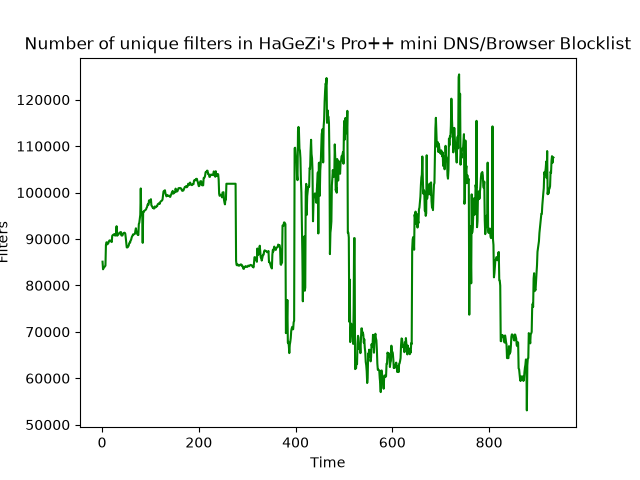 Number of unique filters in HaGeZi's Pro++ mini DNS/Browser Blocklist
120000
110000
100000
90000
80000
70000
60000
50000
Filters
0 200 400 600 800
Time